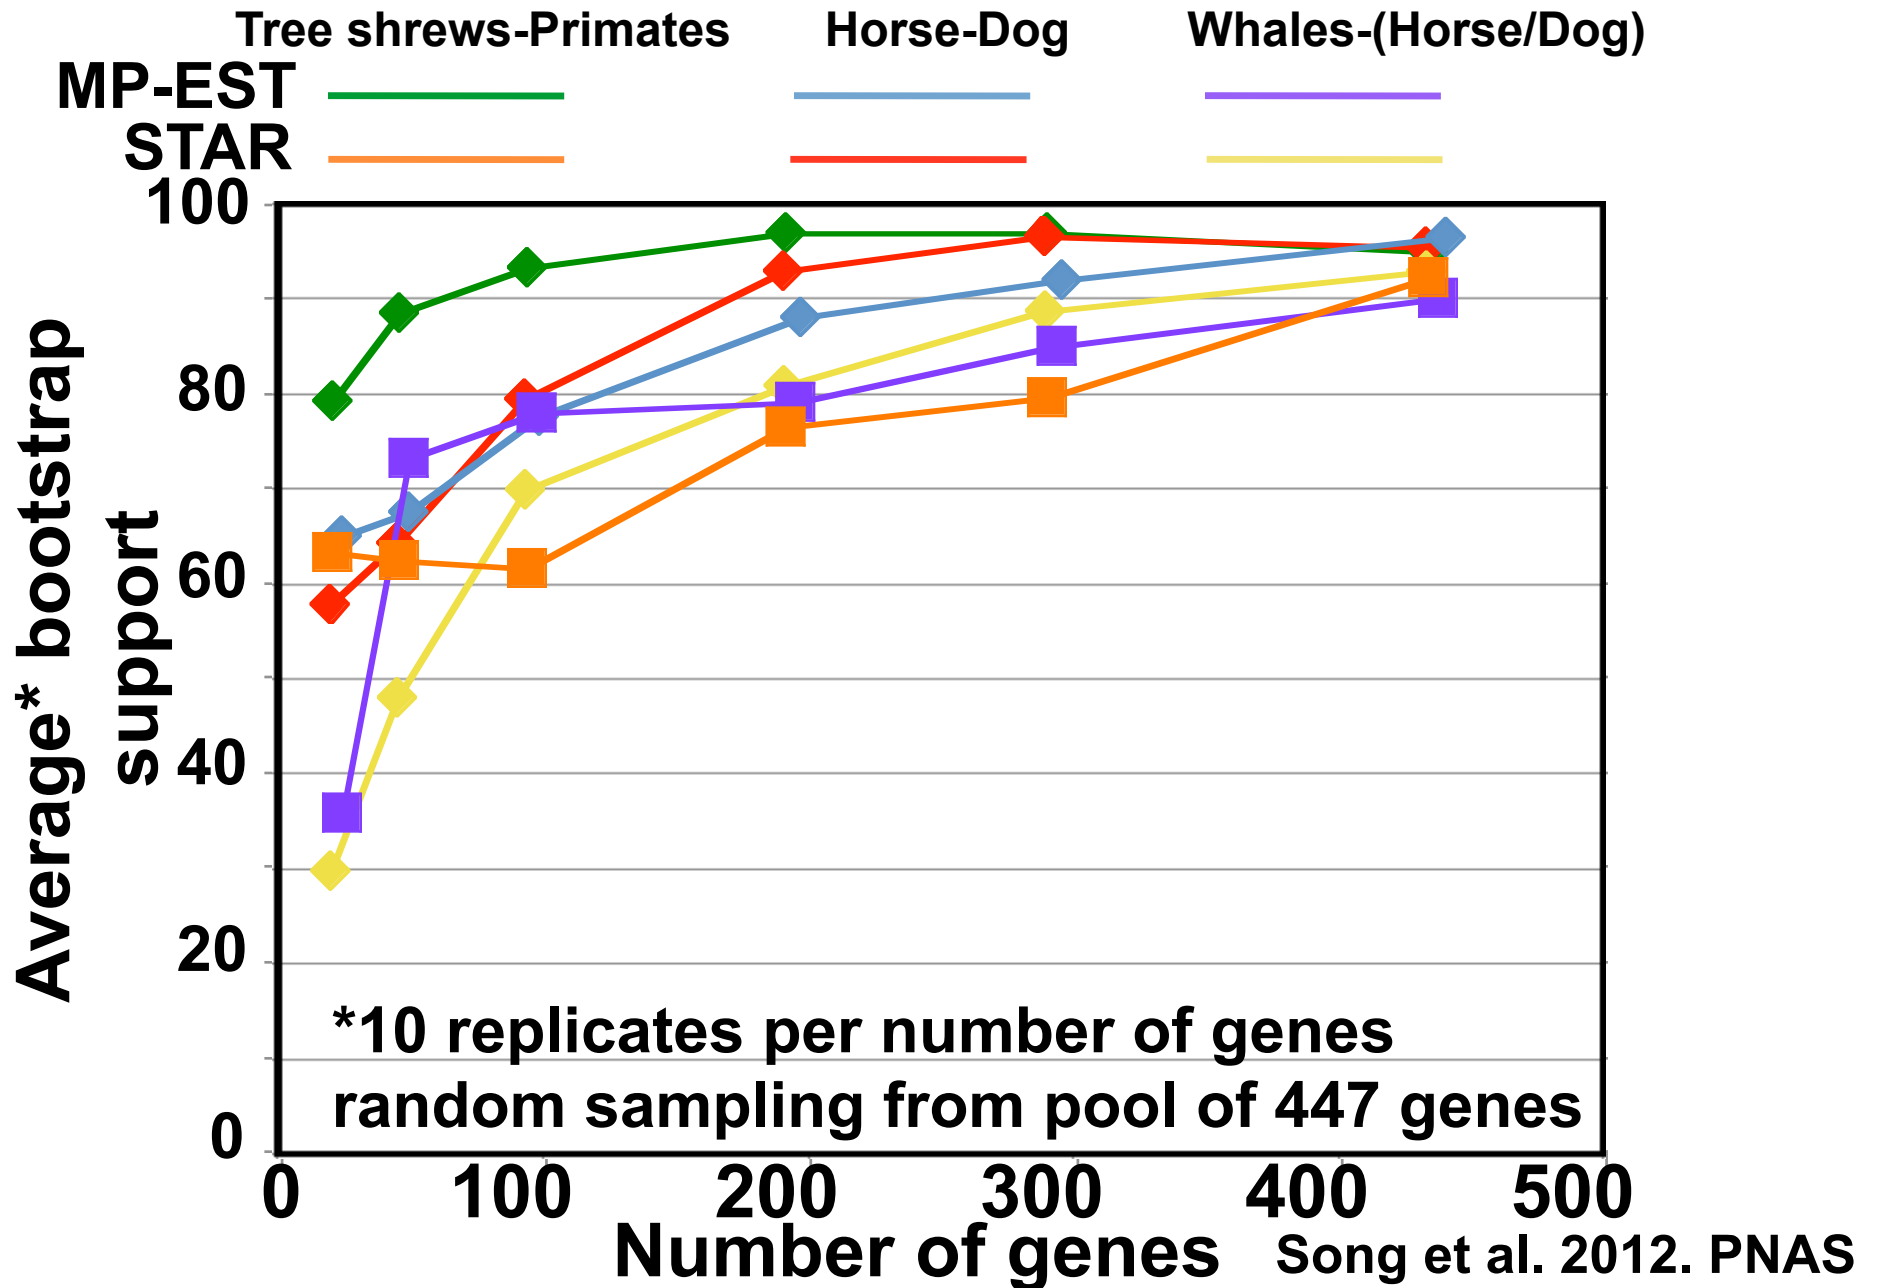 Tree shrews-Primates Horse-Dog Whales-(Horse/Dog)
MP-EST
STAR
100
80
60
40
20
0
Average* bootstrap
support
*10 replicates per number of genes
random sampling from pool of 447 genes
0 100 200 300 400 500
Number of genes
Song et al. 2012. PNAS